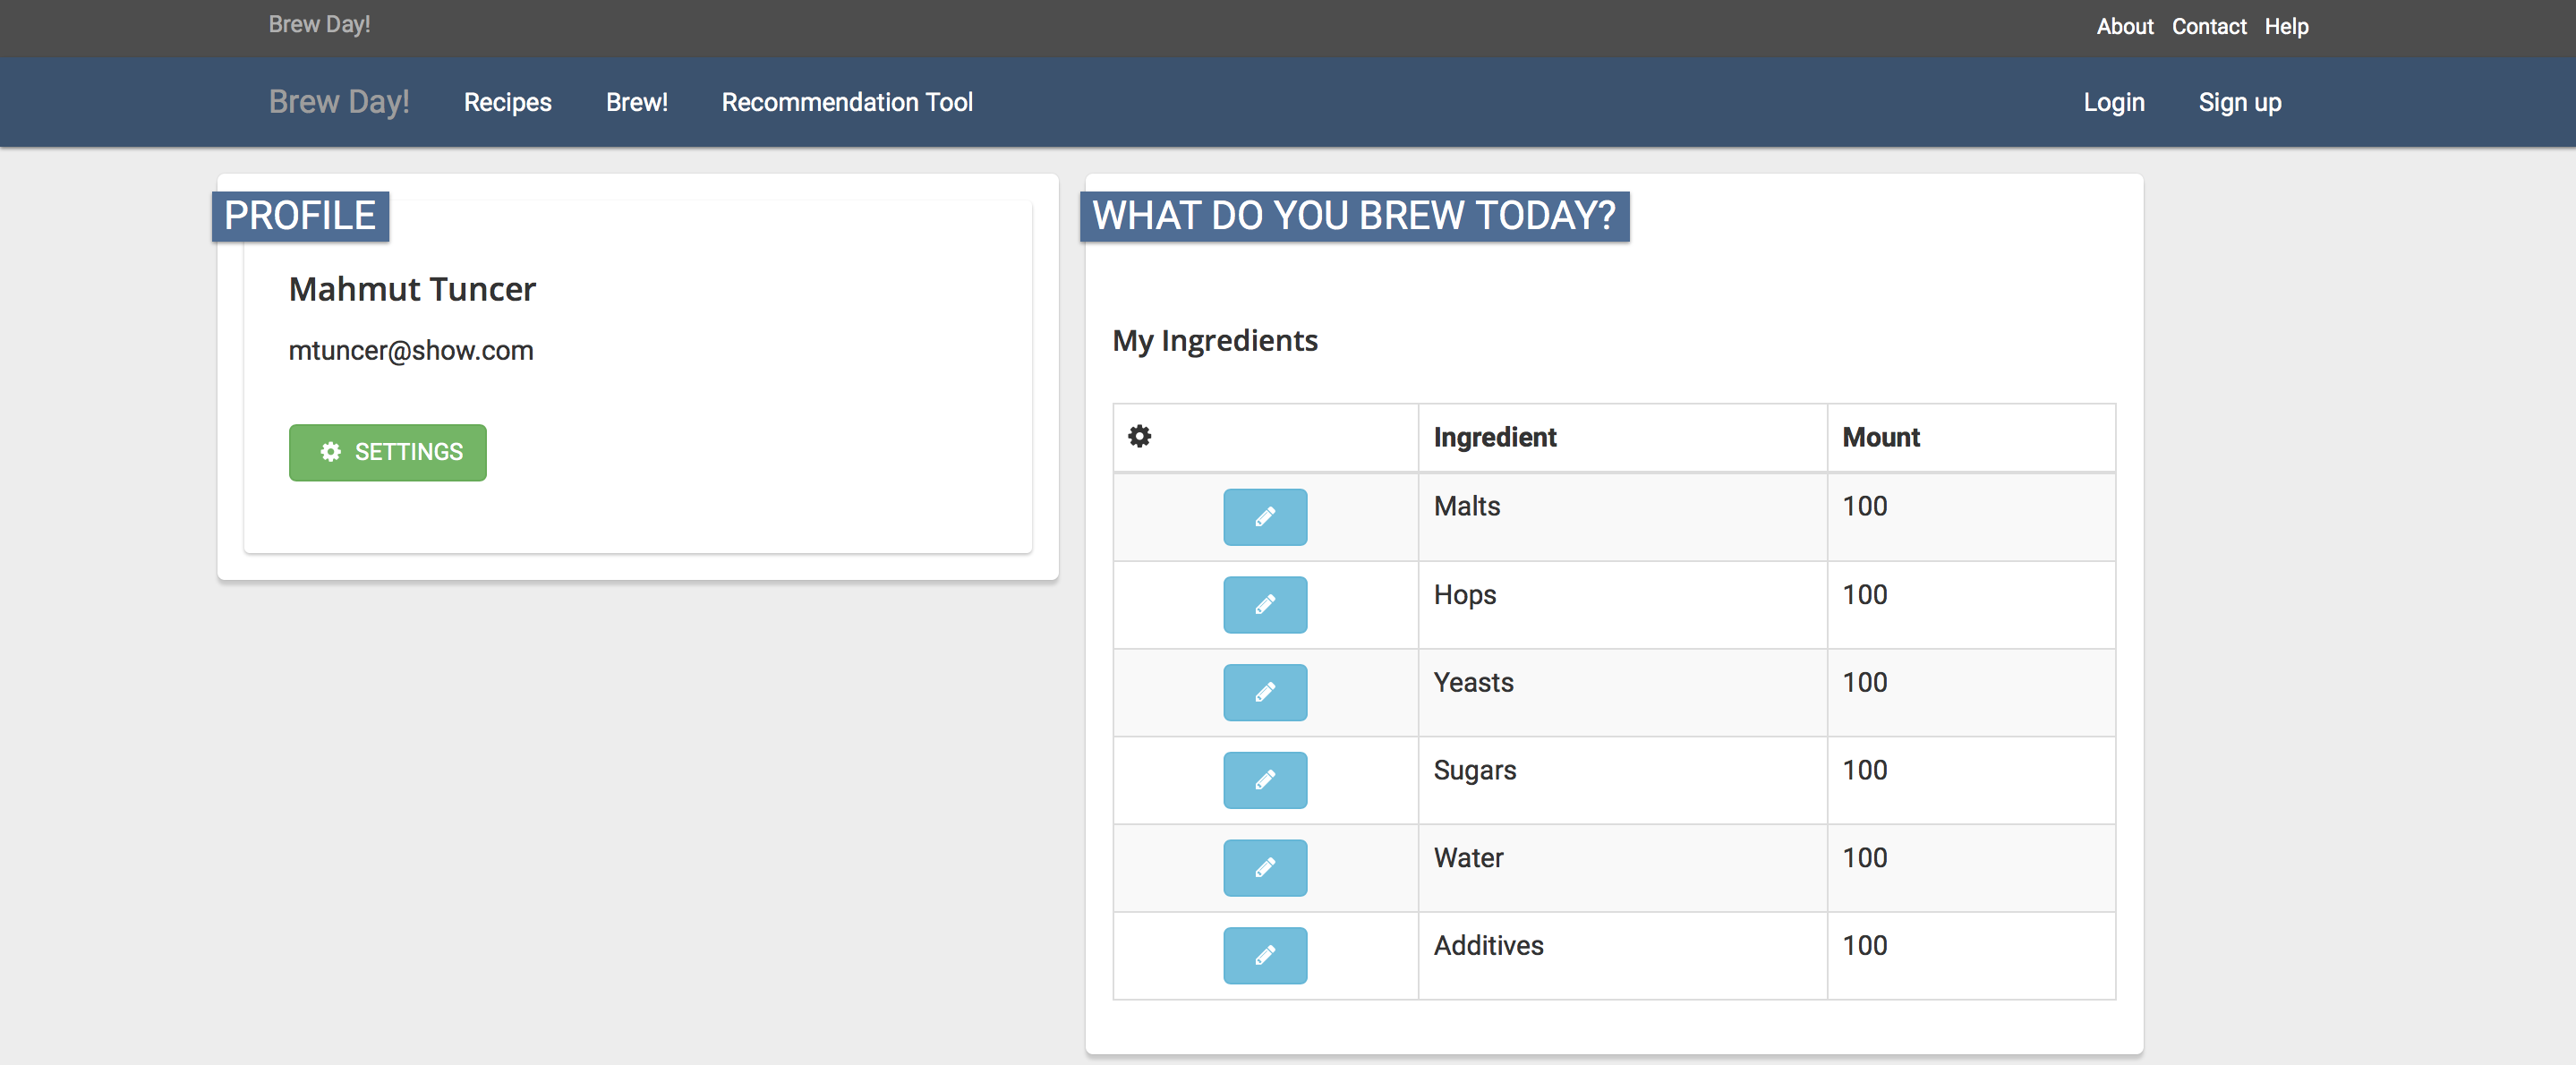 Brew Day!
About Contact Help
Brew Day! Recipes Brew! Recommendation Tool Login Sign up
PROFILE
Mahmut Tuncer
mtuncer@show.com
SETTINGS
WHAT DO YOU BREW TODAY?
My Ingredients
Ingredient Mount
Malts 100
Hops 100
Yeasts 100
Sugars 100
Water 100
Additives 100